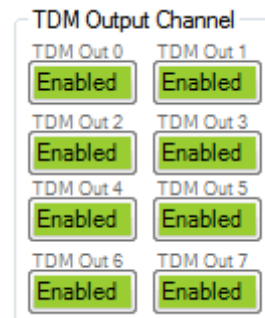 TDM Output Channel
TDM Out 0 TDM Out 1
Enabled Enabled
TDM Out 2 TDM Out 3
Enabled Enabled
TDM Out 4 TDM Out 5
Enabled Enabled
TDM Out 6 TDM Out 7
Enabled Enabled